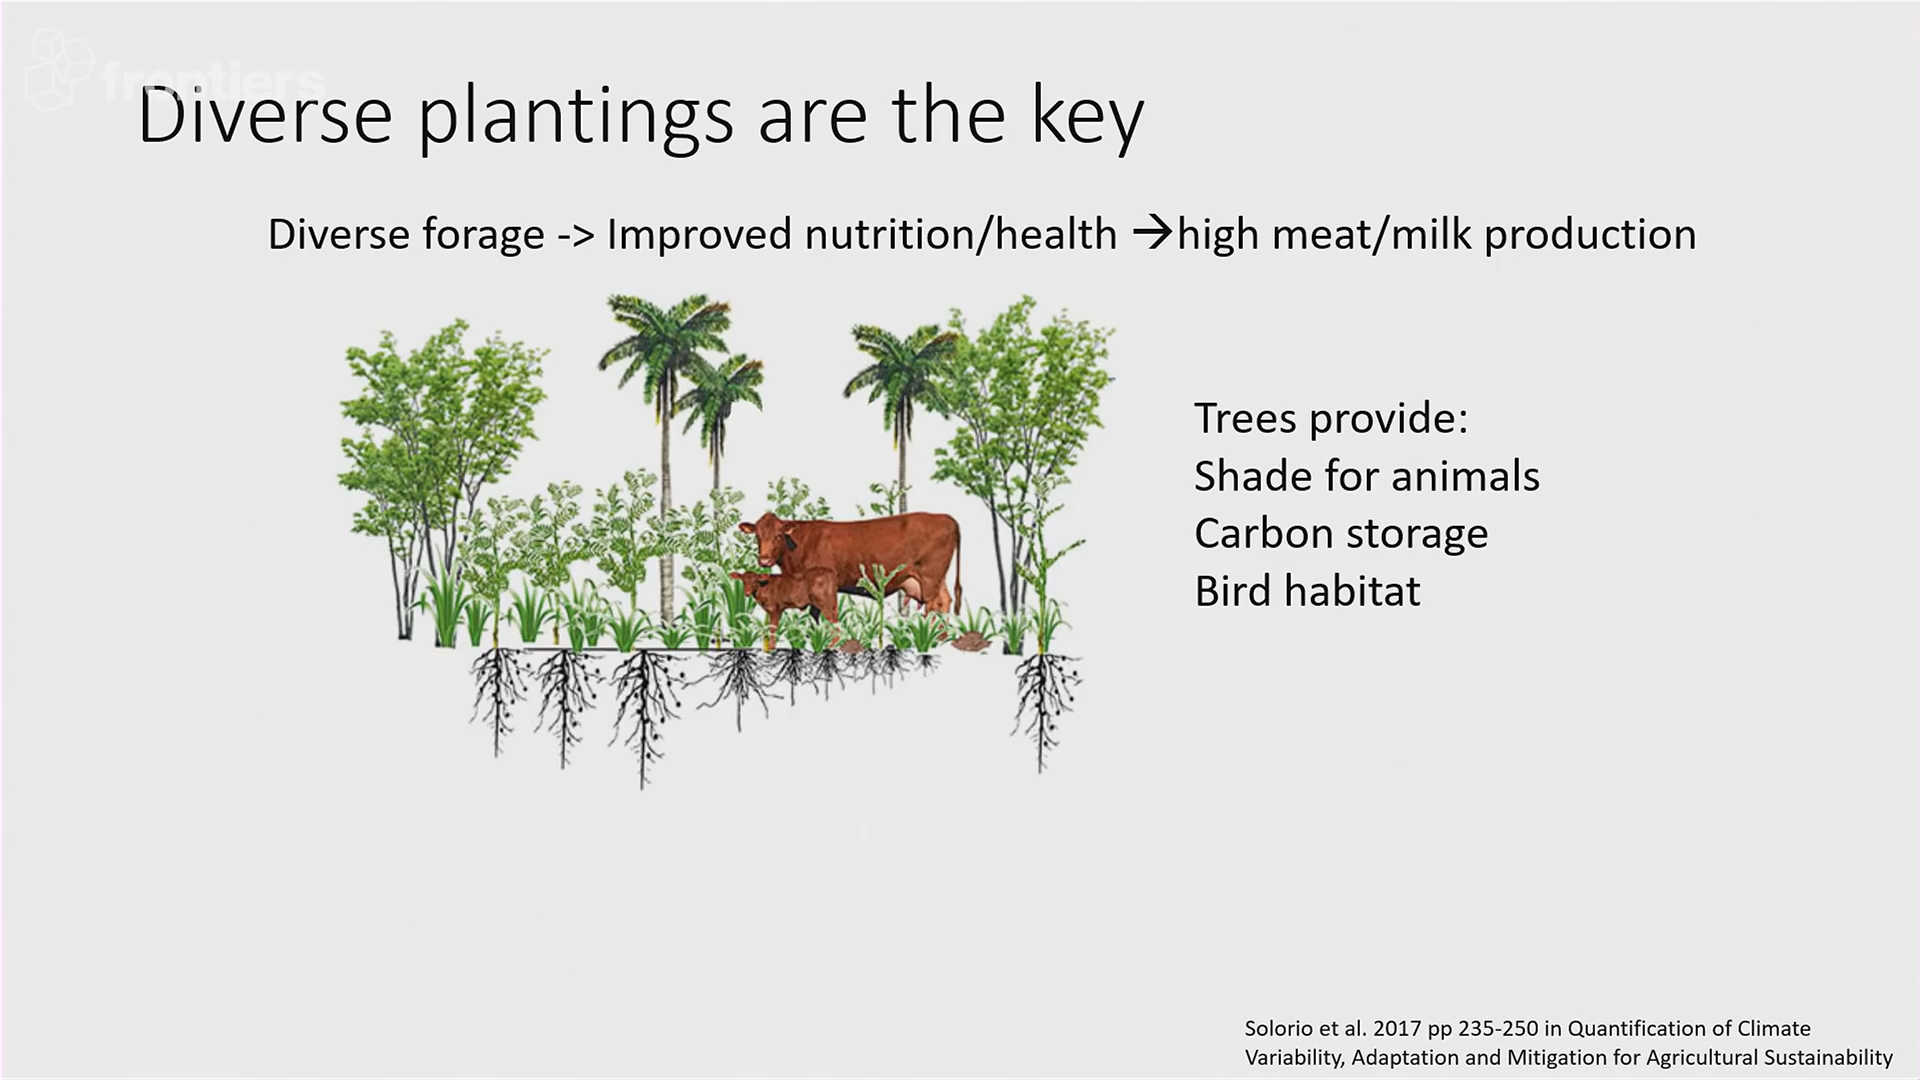 frontiers
Diverse plantings are the key
Diverse forage -> Improved nutrition/health →high meat/milk production
Trees provide:
Shade for animals
Carbon storage
Bird habitat
Solorio et al. 2017 pp 235-250 in Quantification of Climate
Variability, Adaptation and Mitigation for Agricultural Sustainability